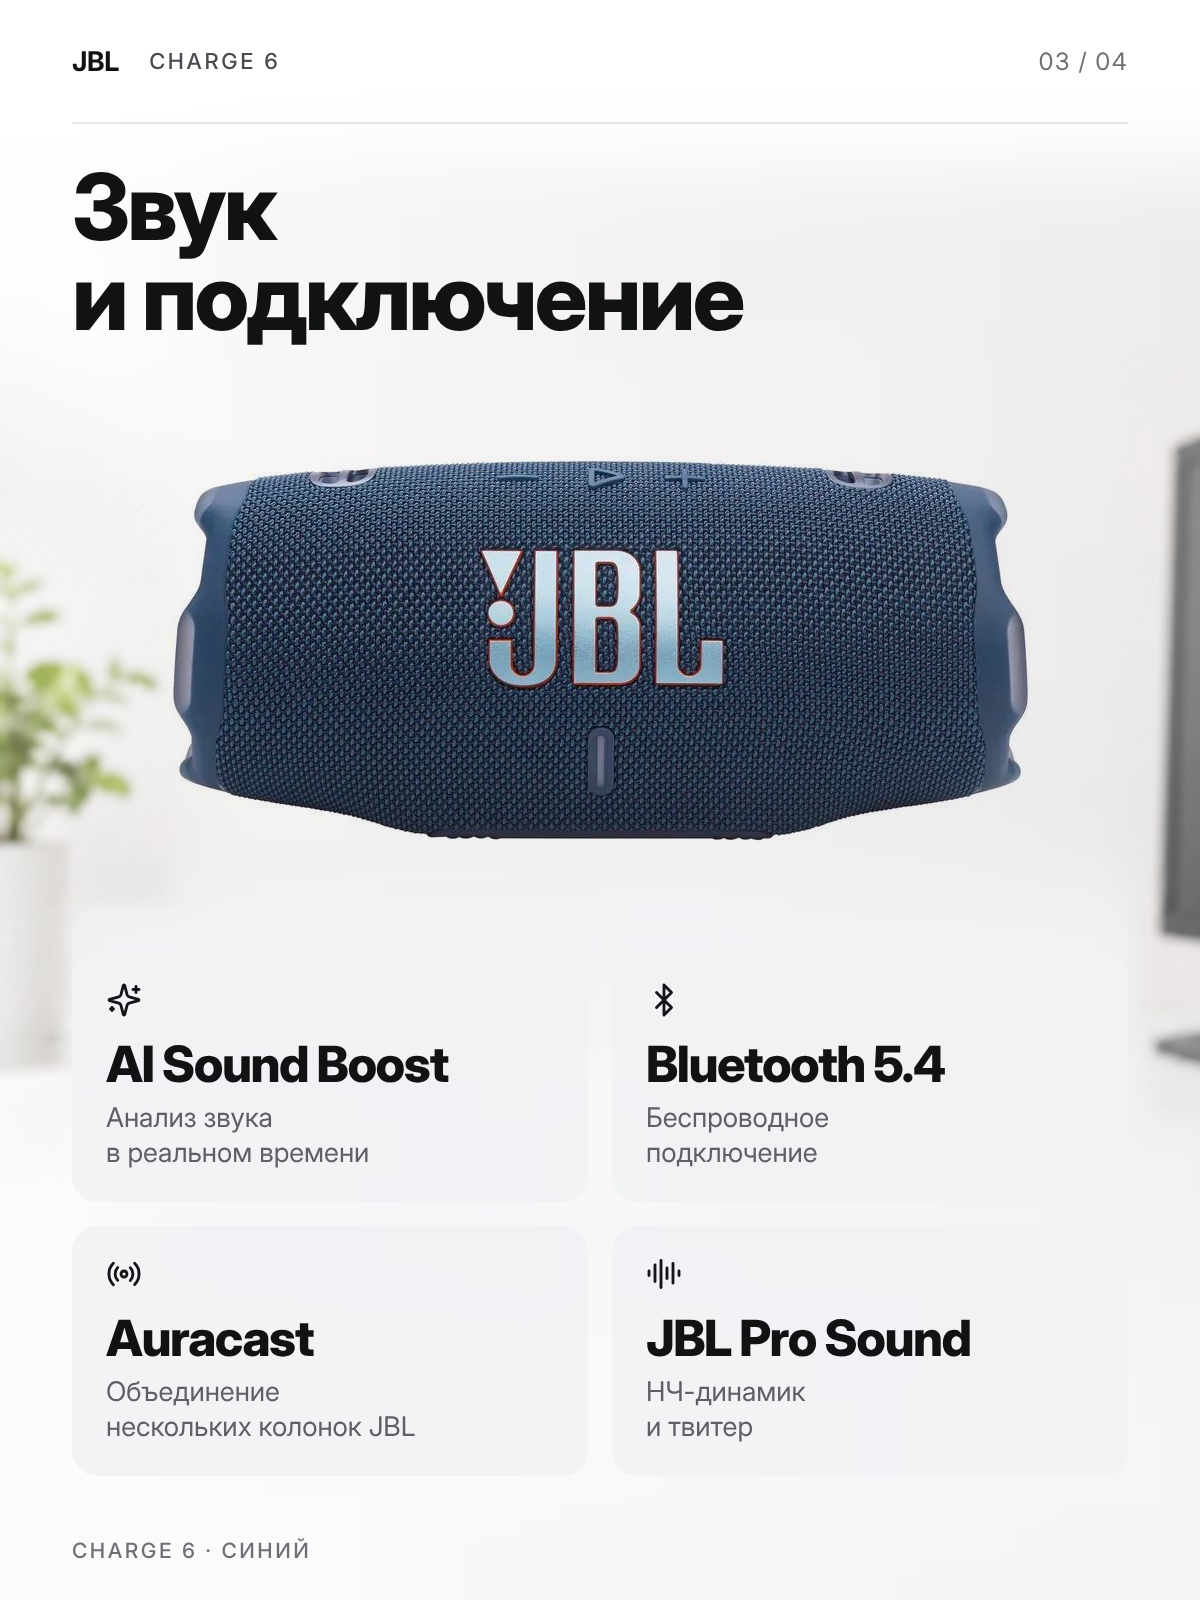 JBL CHARGE 6 03 / 04
Звук
и подключение
JBL
AI Sound Boost
Анализ звука
в реальном времени
Bluetooth 5.4
Беспроводное
подключение
Auracast
Объединение
нескольких колонок JBL
JBL Pro Sound
НЧ-динамик
и твитер
CHARGE 6 · СИНИЙ